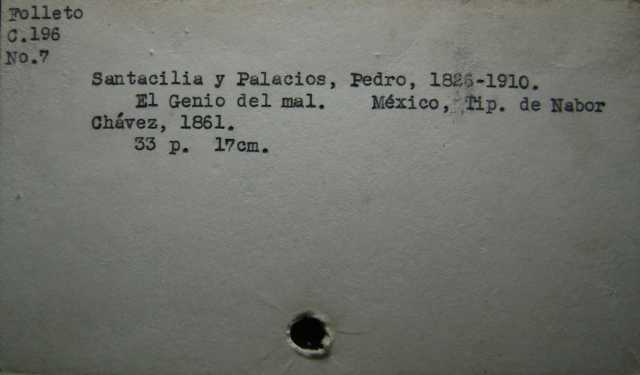 Folleto
C.196
No.7
Santacilia y Palacios, Pedro, 1826-1910.
El Genio del mal. México, Tip. de Nabor
Chávez, 1861.
33 p. 17cm.